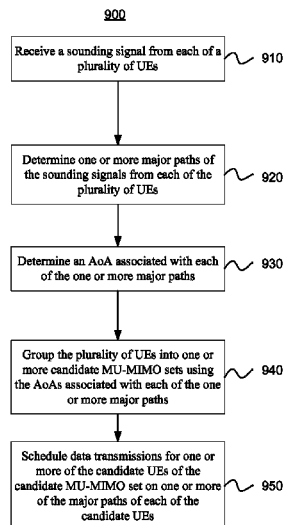 900
Receive a sounding signal from each of a
plurality of UEs
910
Determine one or more major paths of
the sounding signals from each of the
plurality of UEs
920
Determine an AoA associated with each
of the one or more major paths
930
Group the plurality of UEs into one or
more candidate MU-MIMO sets using
the AoAs associated with each of the one
or more major paths
940
Schedule data transmissions for one or
more of the candidate UEs of the
candidate MU-MIMO set on one or more
of the major paths of each of the
candidate UEs
950